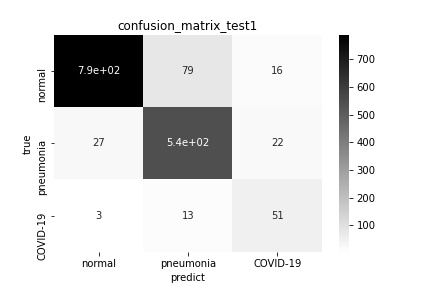 confusion_matrix_test1
true
normal
7.9e+02 79 16
pneumonia
27 5.4e+02 22
COVID-19
3 13 51
normal pneumonia COVID-19
predict
700
600
500
400
300
200
100